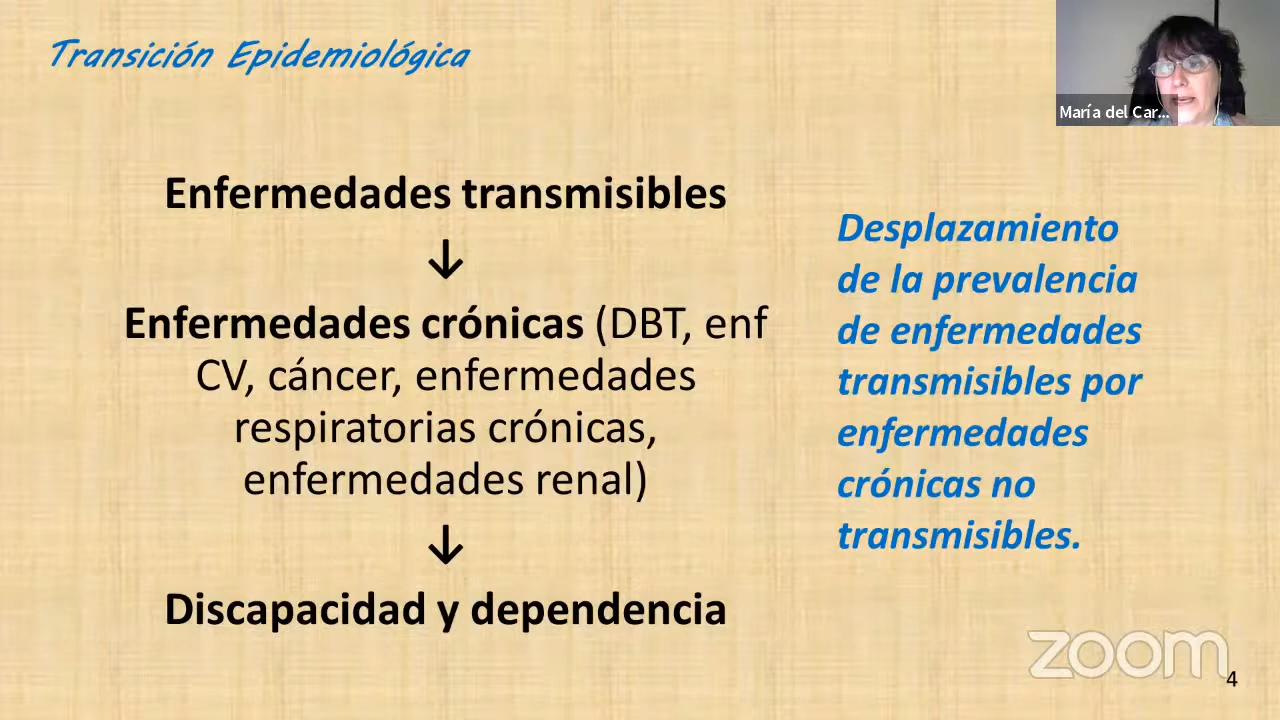 Transición Epidemiológica
María del Car...
Enfermedades transmisibles
↓
Enfermedades crónicas (DBT, enf
CV, cáncer, enfermedades
respiratorias crónicas,
enfermedades renal)
↓
Discapacidad y dependencia
Desplazamiento
de la prevalencia
de enfermedades
transmisibles por
enfermedades
crónicas no
transmisibles.
zoom
4